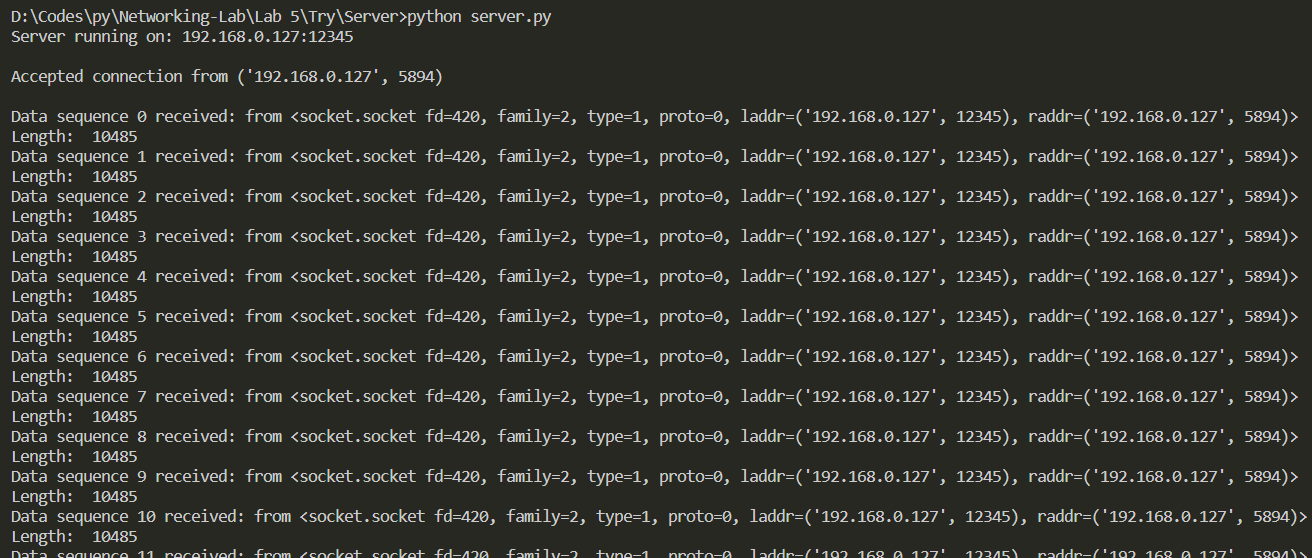 D:\Codes\py\Networking-Lab\Lab 5\Try\Server>python server.py
Server running on: 192.168.0.127:12345
Accepted connection from ('192.168.0.127', 5894)
Data sequence 0 received: from <socket.socket fd=420, family=2, type=1, proto=0, laddr=('192.168.0.127', 12345), raddr=('192.168.0.127', 5894)>
Length:  10485
Data sequence 1 received: from <socket.socket fd=420, family=2, type=1, proto=0, laddr=('192.168.0.127', 12345), raddr=('192.168.0.127', 5894)>
Length:  10485
Data sequence 2 received: from <socket.socket fd=420, family=2, type=1, proto=0, laddr=('192.168.0.127', 12345), raddr=('192.168.0.127', 5894)>
Length:  10485
Data sequence 3 received: from <socket.socket fd=420, family=2, type=1, proto=0, laddr=('192.168.0.127', 12345), raddr=('192.168.0.127', 5894)>
Length:  10485
Data sequence 4 received: from <socket.socket fd=420, family=2, type=1, proto=0, laddr=('192.168.0.127', 12345), raddr=('192.168.0.127', 5894)>
Length:  10485
Data sequence 5 received: from <socket.socket fd=420, family=2, type=1, proto=0, laddr=('192.168.0.127', 12345), raddr=('192.168.0.127', 5894)>
Length:  10485
Data sequence 6 received: from <socket.socket fd=420, family=2, type=1, proto=0, laddr=('192.168.0.127', 12345), raddr=('192.168.0.127', 5894)>
Length:  10485
Data sequence 7 received: from <socket.socket fd=420, family=2, type=1, proto=0, laddr=('192.168.0.127', 12345), raddr=('192.168.0.127', 5894)>
Length:  10485
Data sequence 8 received: from <socket.socket fd=420, family=2, type=1, proto=0, laddr=('192.168.0.127', 12345), raddr=('192.168.0.127', 5894)>
Length:  10485
Data sequence 9 received: from <socket.socket fd=420, family=2, type=1, proto=0, laddr=('192.168.0.127', 12345), raddr=('192.168.0.127', 5894)>
Length:  10485
Data sequence 10 received: from <socket.socket fd=420, family=2, type=1, proto=0, laddr=('192.168.0.127', 12345), raddr=('192.168.0.127', 5894)>
Length:  10485
Data sequence 11 received: from <socket.socket fd=420, family=2, type=1, proto=0, laddr=('192.168.0.127', 12345), raddr=('192.168.0.127', 5894)>